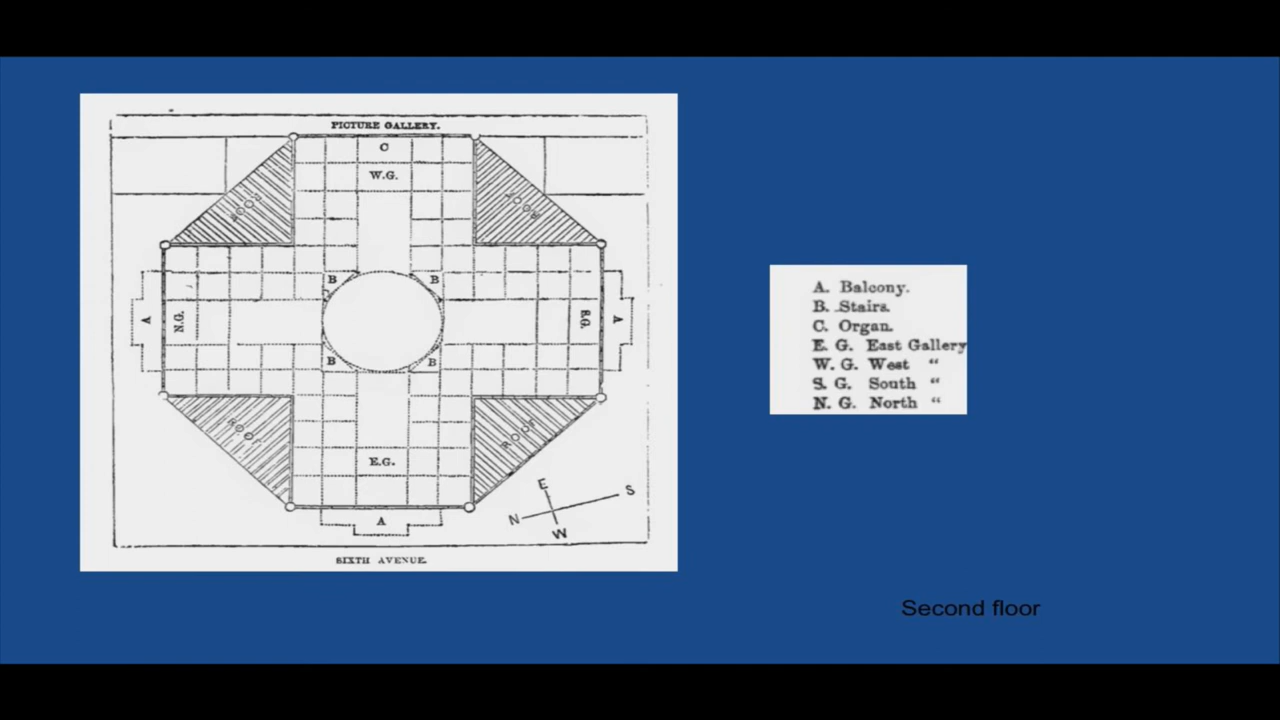 PICTURE GALLERY.
C
W.G.
ROOF
ROOF
B
B
A
N.G.
S.G.
A
B
B
ROOF
ROOF
E.G.
E
S
N
W
A
SIXTH AVENUE.
A. Balcony.
B. Stairs.
C. Organ.
E. G. East Gallery
W. G. West “
S. G. South “
N. G. North “
Second floor